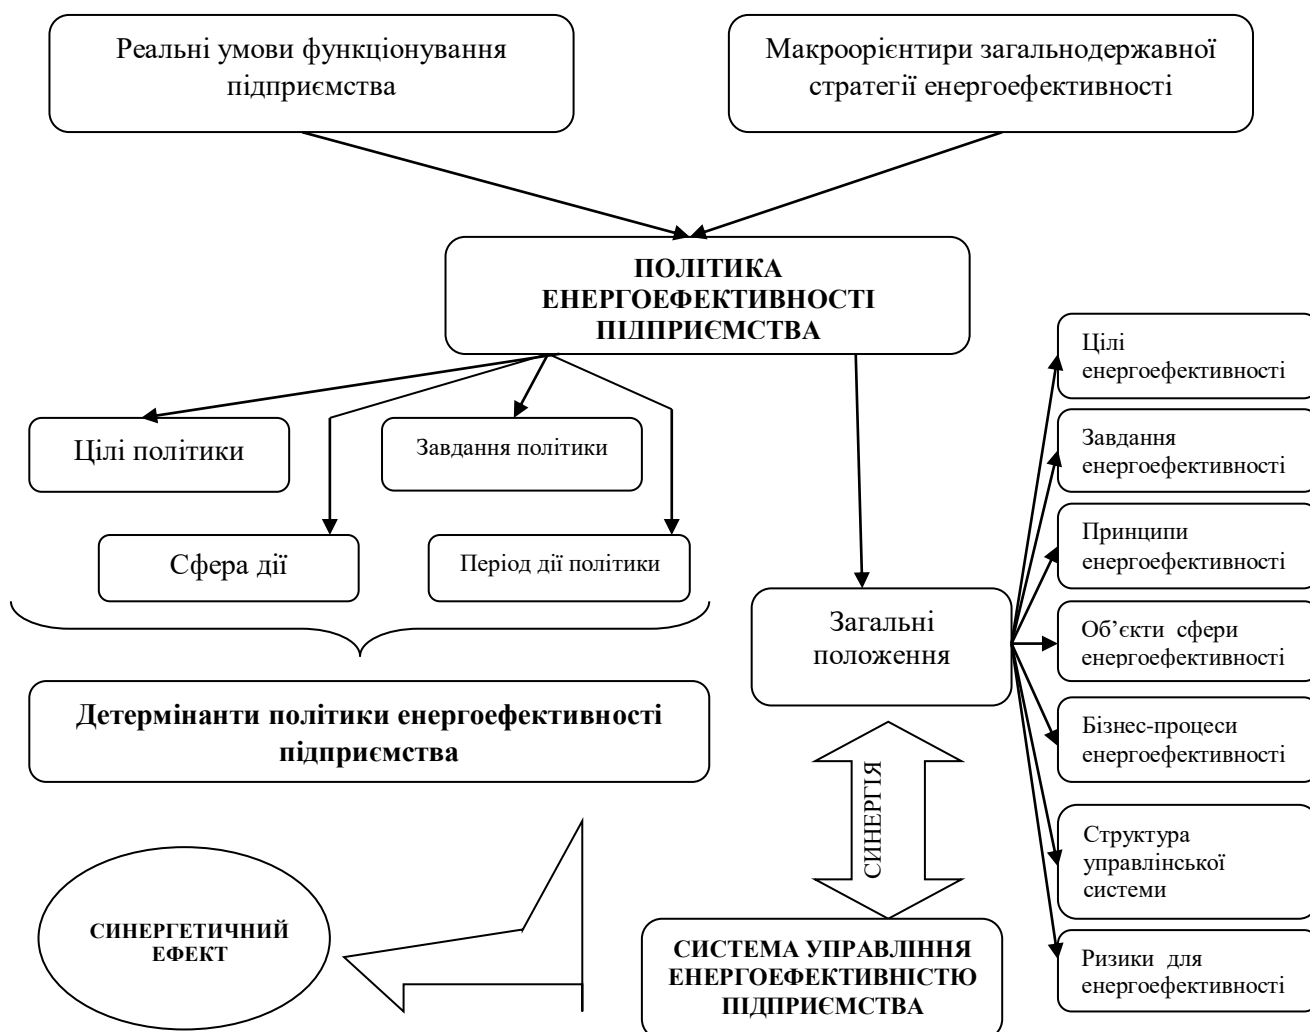 Реальні умови функціонування
підприємства
Макроорієнтири загальнодержавної
стратегії енергоефективності
ПОЛІТИКА
ЕНЕРГОЕФЕКТИВНОСТІ
ПІДПРИЄМСТВА
Цілі політики
Завдання політики
Сфера дії
Період дії політики
Детермінанти політики енергоефективності
підприємства
Загальні
положення
Цілі
енергоефективності
Завдання
енергоефективності
Принципи
енергоефективності
Об’єкти сфери
енергоефективності
Бізнес-процеси
енергоефективності
Структура
управлінської
системи
Ризики для
енергоефективності
СИНЕРГІЯ
СИНЕРГЕТИЧНИЙ
ЕФЕКТ
СИСТЕМА УПРАВЛІННЯ
ЕНЕРГОЕФЕКТИВНІСТЮ
ПІДПРИЄМСТВА